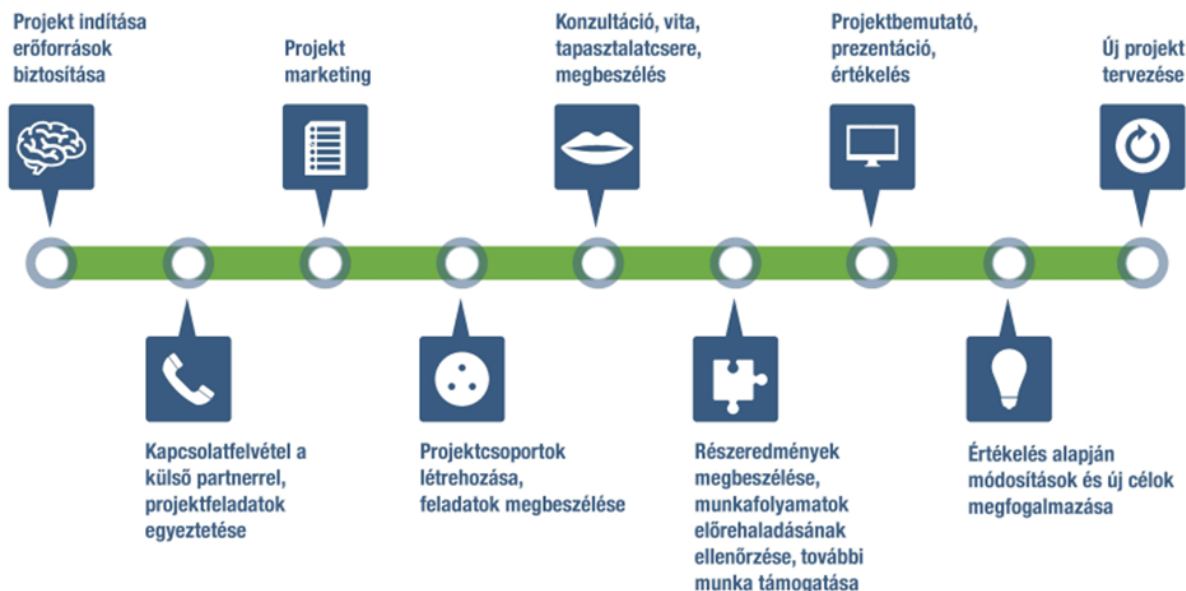 Projekt indítása
erőforrások
biztosítása
Kapcsolatfelvétel a
külső partnerrel,
projektfeladatok
egyeztetése
Projekt
marketing
Projektcsoportok
létrehozása,
feladatok megbeszélése
Konzultáció, vita,
tapasztalatcsere,
megbeszélés
Részeredmények
megbeszélése,
munkafolyamatok
előrehaladásának
ellenőrzése, további
munka támogatása
Projektbemutató,
prezentáció,
értékelés
Értékelés alapján
módosítások és új célok
megfogalmazása
Új projekt
tervezése